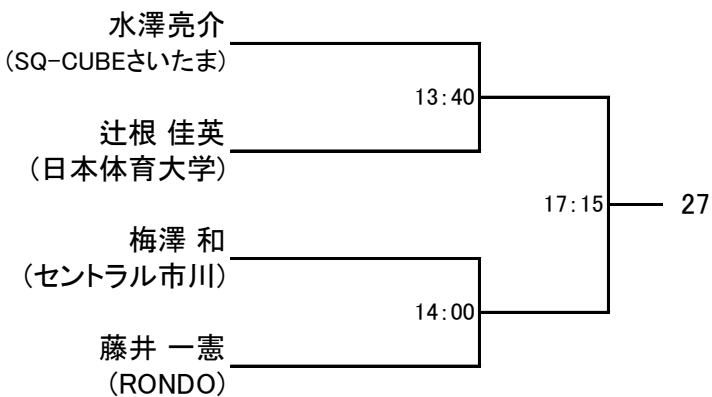 水澤亮介
(SQ-CUBEさいたま)
13:40
辻根 佳英
(日本体育大学)
17:15
27
梅澤 和
(セントラル市川)
14:00
藤井 一憲
(RONDO)